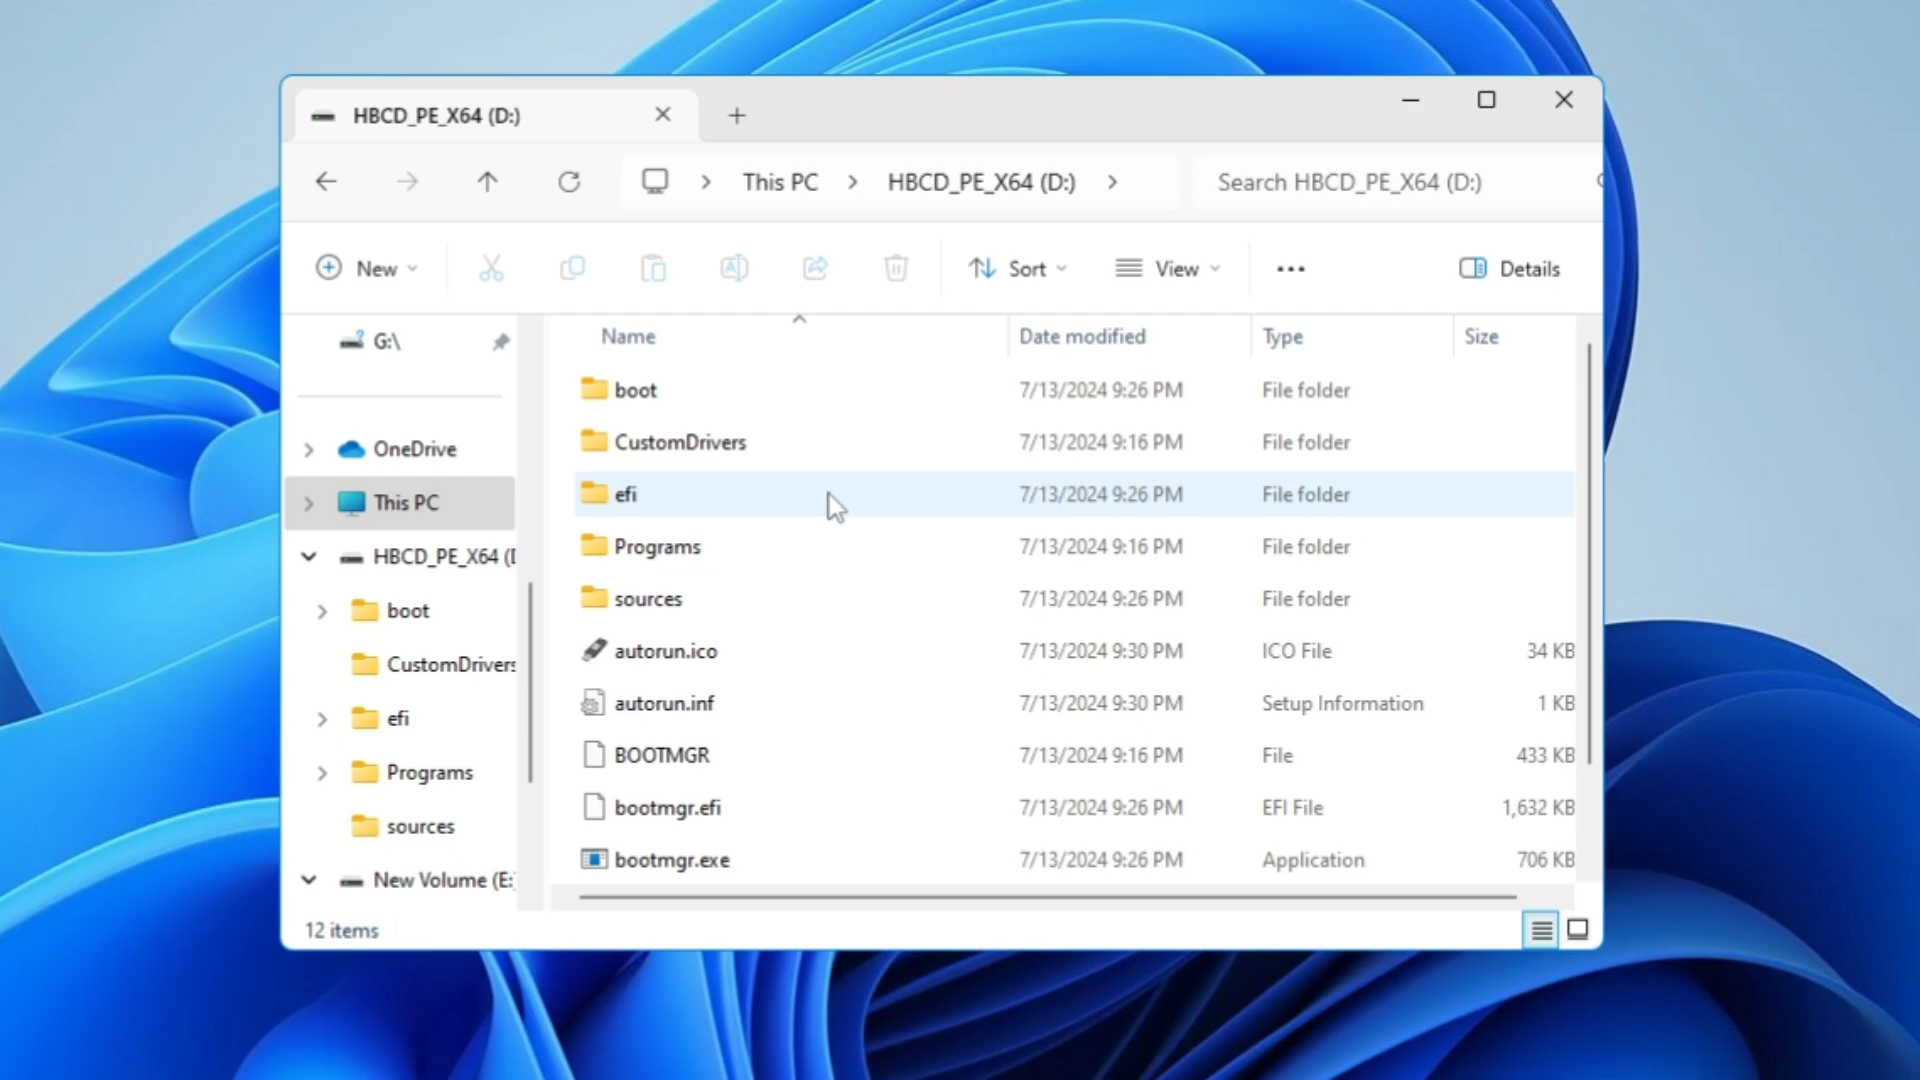 HBCD_PE_X64 (D:)
This PC HBCD_PE_X64 (D:) Search HBCD_PE_X64 (D:)
New Sort View Details
G:\
OneDrive
This PC
HBCD_PE_X64 (D
boot
CustomDrivers
efi
Programs
sources
New Volume (E:
Name Date modified Type Size
boot 7/13/2024 9:26 PM File folder
CustomDrivers 7/13/2024 9:16 PM File folder
efi 7/13/2024 9:26 PM File folder
Programs 7/13/2024 9:16 PM File folder
sources 7/13/2024 9:26 PM File folder
autorun.ico 7/13/2024 9:30 PM ICO File 34 KB
autorun.inf 7/13/2024 9:30 PM Setup Information 1 KB
BOOTMGR 7/13/2024 9:16 PM File 433 KB
bootmgr.efi 7/13/2024 9:26 PM EFI File 1,632 KB
bootmgr.exe 7/13/2024 9:26 PM Application 706 KB
12 items